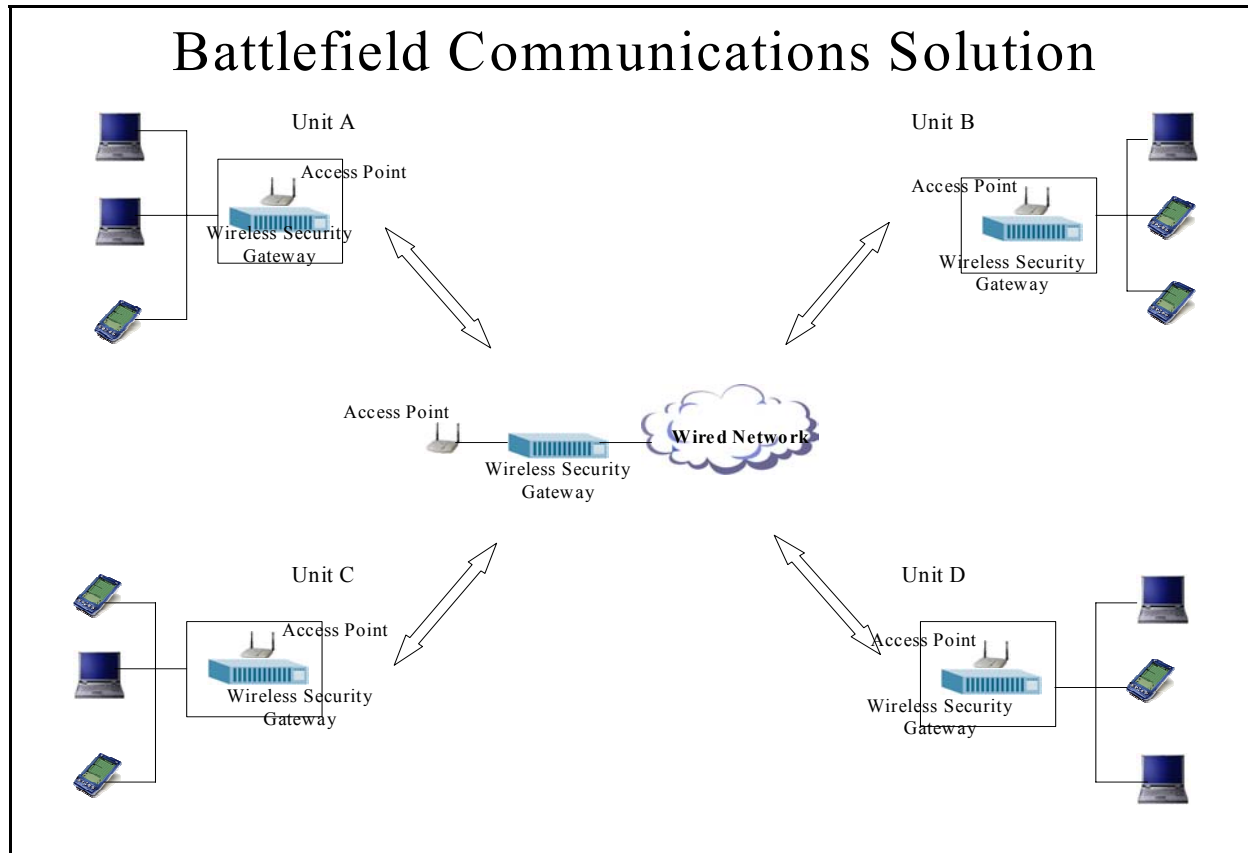 Battlefield Communications Solution
Unit A
Access Point
Wireless Security
Gateway
Unit B
Access Point
Wireless Security
Gateway
Access Point
Wireless Security
Gateway
Wired Network
Unit C
Access Point
Wireless Security
Gateway
Unit D
Access Point
Wireless Security
Gateway